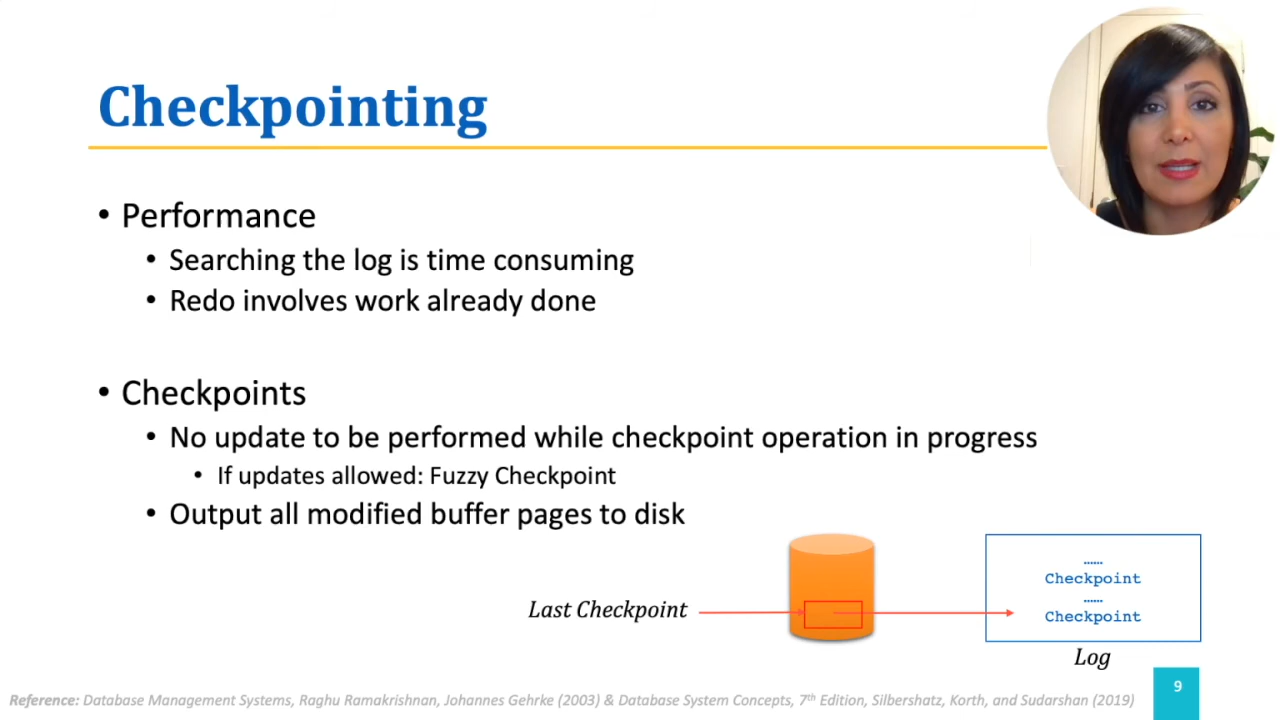 Checkpointing
• Performance
• Searching the log is time consuming
• Redo involves work already done
• Checkpoints
• No update to be performed while checkpoint operation in progress
• If updates allowed: Fuzzy Checkpoint
• Output all modified buffer pages to disk
......
Checkpoint
......
Last Checkpoint
Checkpoint
Log
9
Reference: Database Management Systems, Raghu Ramakrishnan, Johannes Gehrke (2003) & Database System Concepts, 7th Edition, Silbershatz, Korth, and Sudarshan (2019)